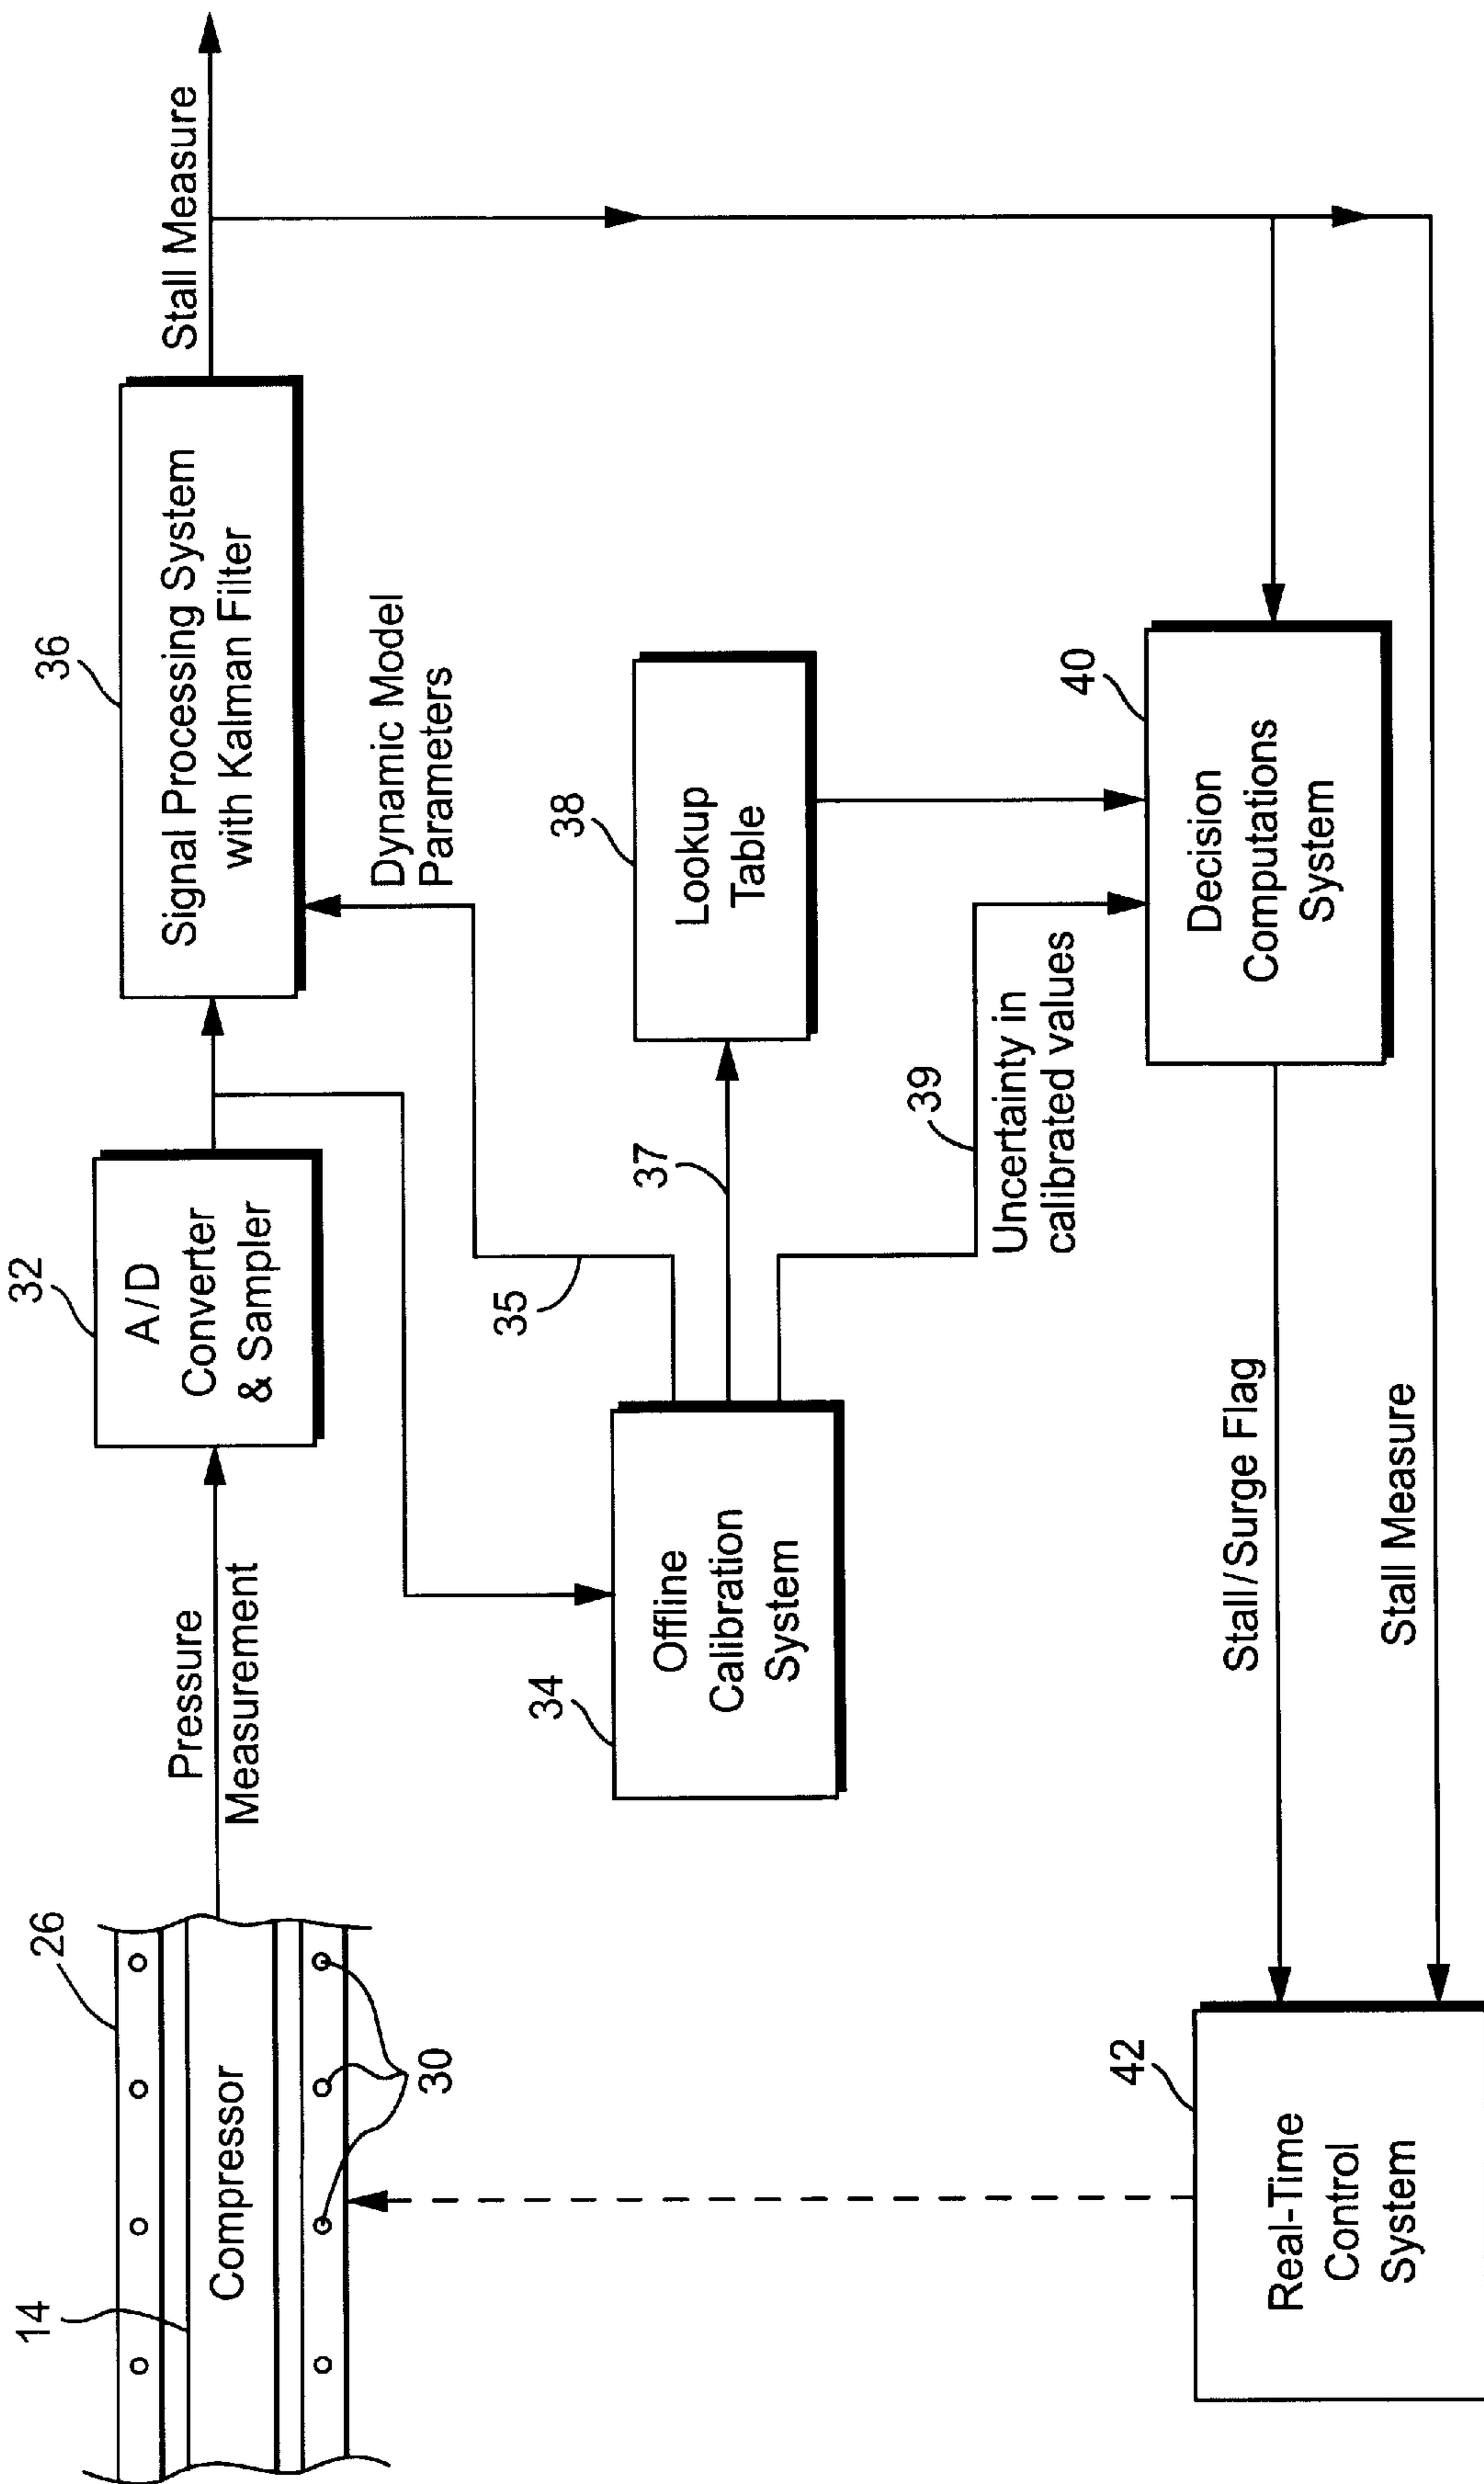 14
26
Compressor
30
Pressure
Measurement
32
A/D
Converter
& Sampler
36
Signal Processing System
with Kalman Filter
Stall Measure
Dynamic Model
Parameters
35
34
Offline
Calibration
System
37
38
Lookup
Table
39
Uncertainty in
calibrated values
40
Decision
Computations
System
Stall/Surge Flag
Stall Measure
42
Real-Time
Control
System